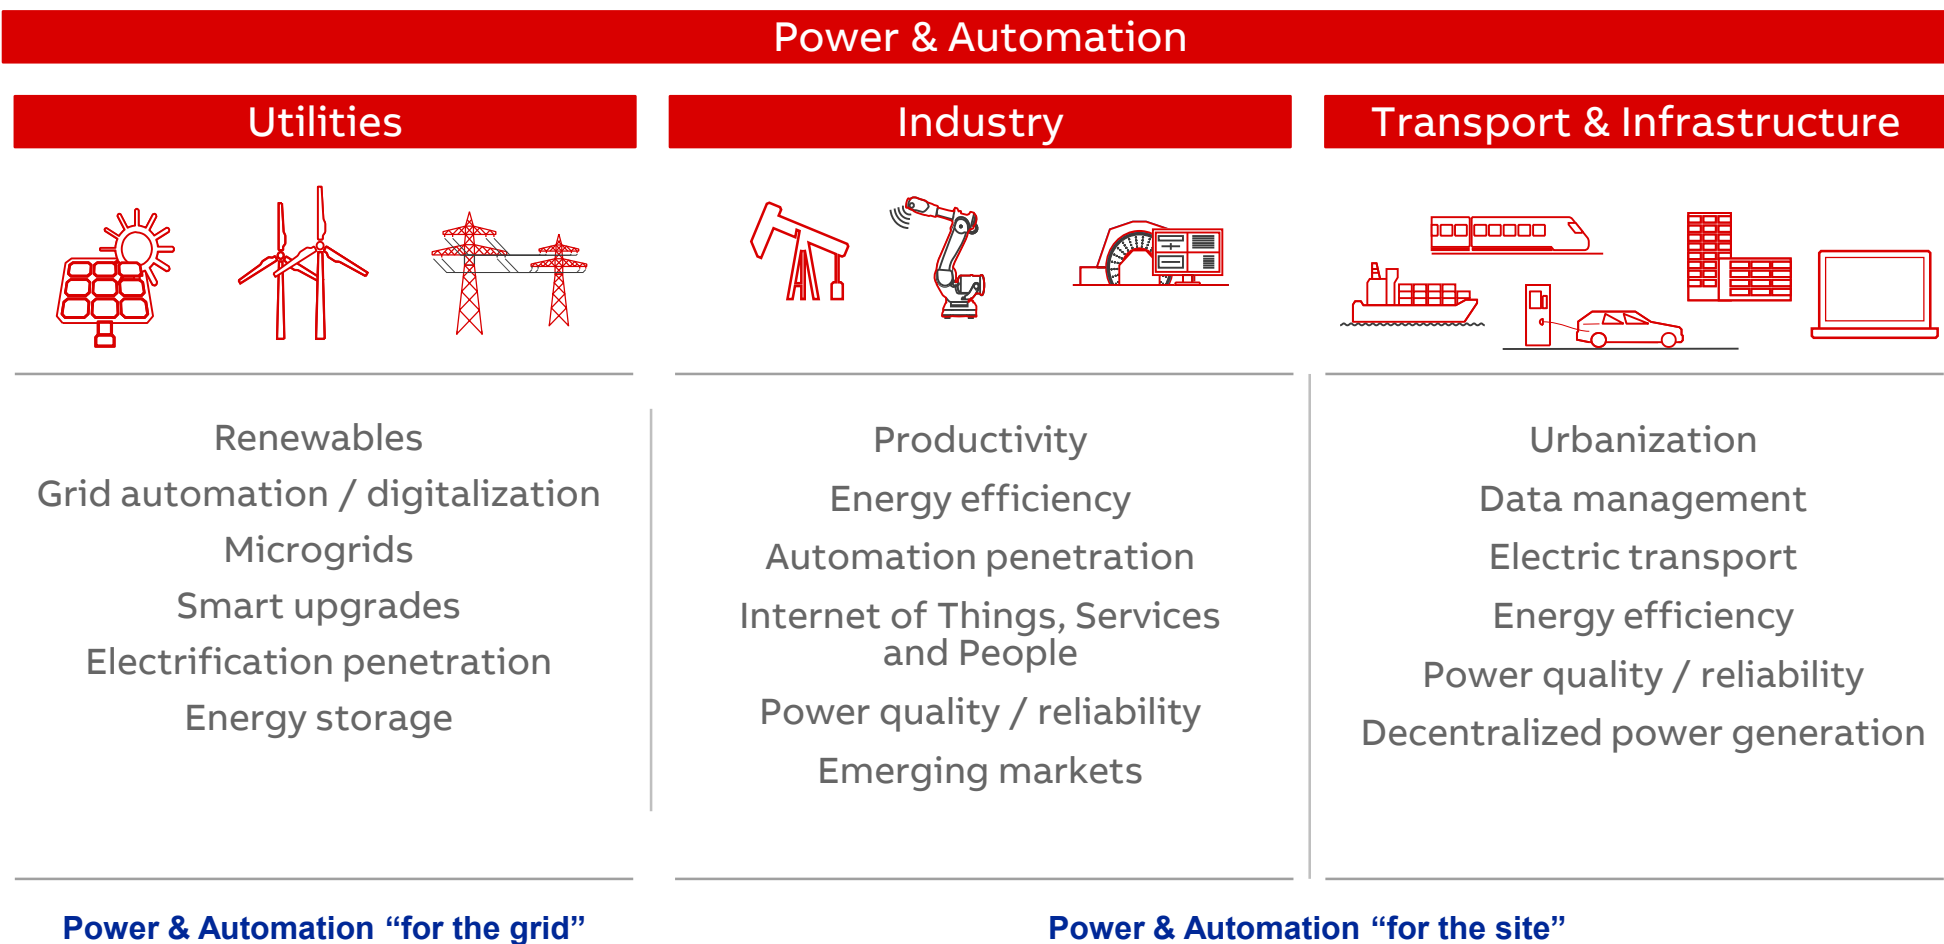 Power & Automation
Utilities
Industry
Transport & Infrastructure
Renewables
Grid automation / digitalization
Microgrids
Smart upgrades
Electrification penetration
Energy storage
Productivity
Energy efficiency
Automation penetration
Internet of Things, Services
and People
Power quality / reliability
Emerging markets
Urbanization
Data management
Electric transport
Energy efficiency
Power quality / reliability
Decentralized power generation
Power & Automation “for the grid”
Power & Automation “for the site”